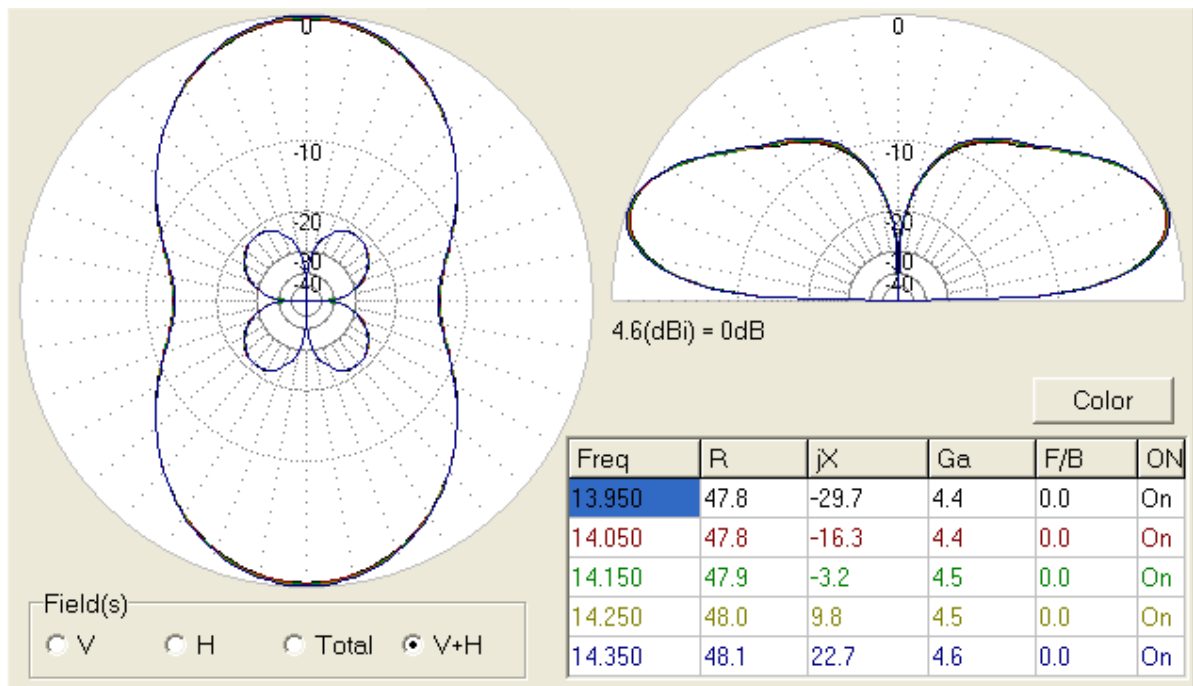 0
-10
-20
-30
-40
0
-10
-20
-30
-40
4.6(dBi) = 0dB
Color
Field(s)
V H Total V+H
Freq R jX Ga F/B ON
13.950 47.8 -29.7 4.4 0.0 On
14.050 47.8 -16.3 4.4 0.0 On
14.150 47.9 -3.2 4.5 0.0 On
14.250 48.0 9.8 4.5 0.0 On
14.350 48.1 22.7 4.6 0.0 On